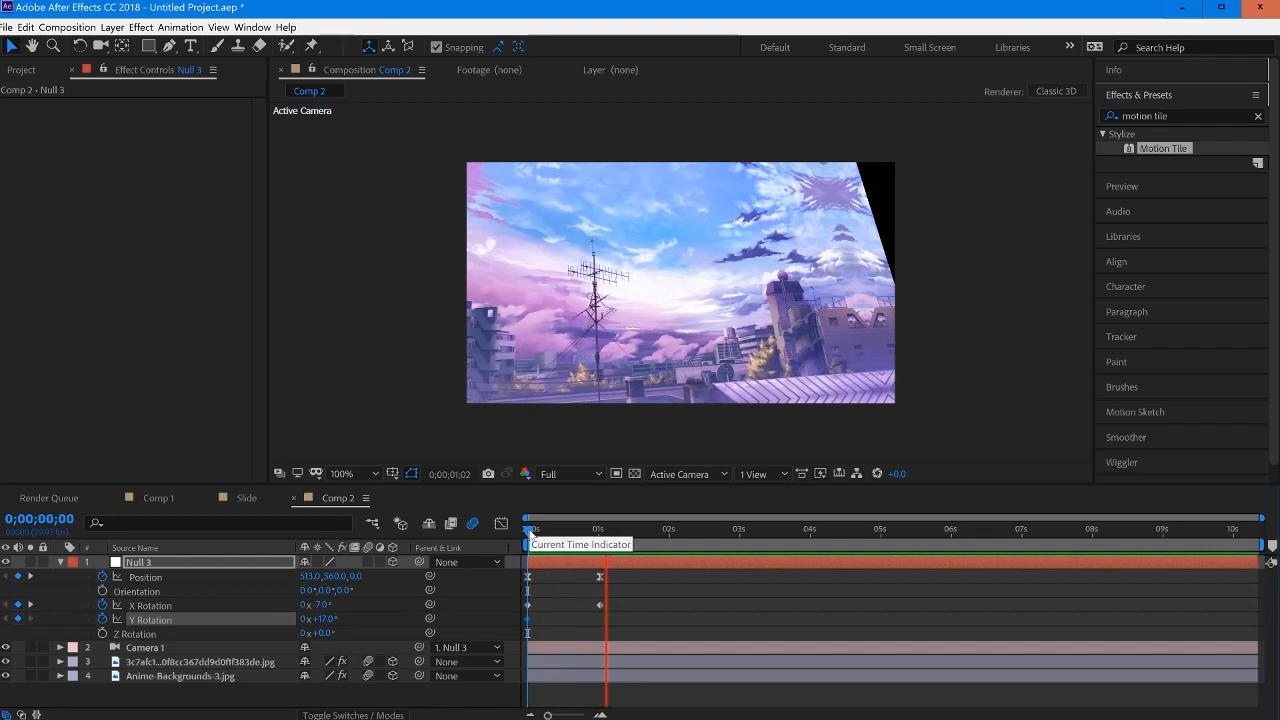 Adobe After Effects CC 2018 - Untitled Project.aep *
File Edit Composition Layer Effect Animation View Window Help
Snapping
Default Standard Small Screen Libraries
Search Help
Project
Effect Controls Null 3
Composition Comp 2
Footage (none)
Layer (none)
Info
Comp 2 • Null 3
Comp 2
Renderer: Classic 3D
Effects & Presets
Active Camera
motion tile
Stylize
Motion Tile
Preview
Audio
Libraries
Align
Character
Paragraph
Tracker
Paint
Brushes
Motion Sketch
Smoother
Wiggler
100% 0;00;01;02 Full Active Camera 1 View +0.0
Render Queue Comp 1 Slide Comp 2
0;00;00;00
00000 (29.97 fps)
01s 02s 03s 04s 05s 06s 07s 08s 09s 10s
Current Time Indicator
# Source Name Parent & Link
1 Null 3 None
Position 513.0,360.0,0.0
Orientation 0.0°,0.0°,0.0°
X Rotation 0x-7.0°
Y Rotation 0x+17.0°
Z Rotation 0x+0.0°
2 Camera 1 1. Null 3
3 None
4 Anime-Backgrounds-3.jpg None
Toggle Switches / Modes